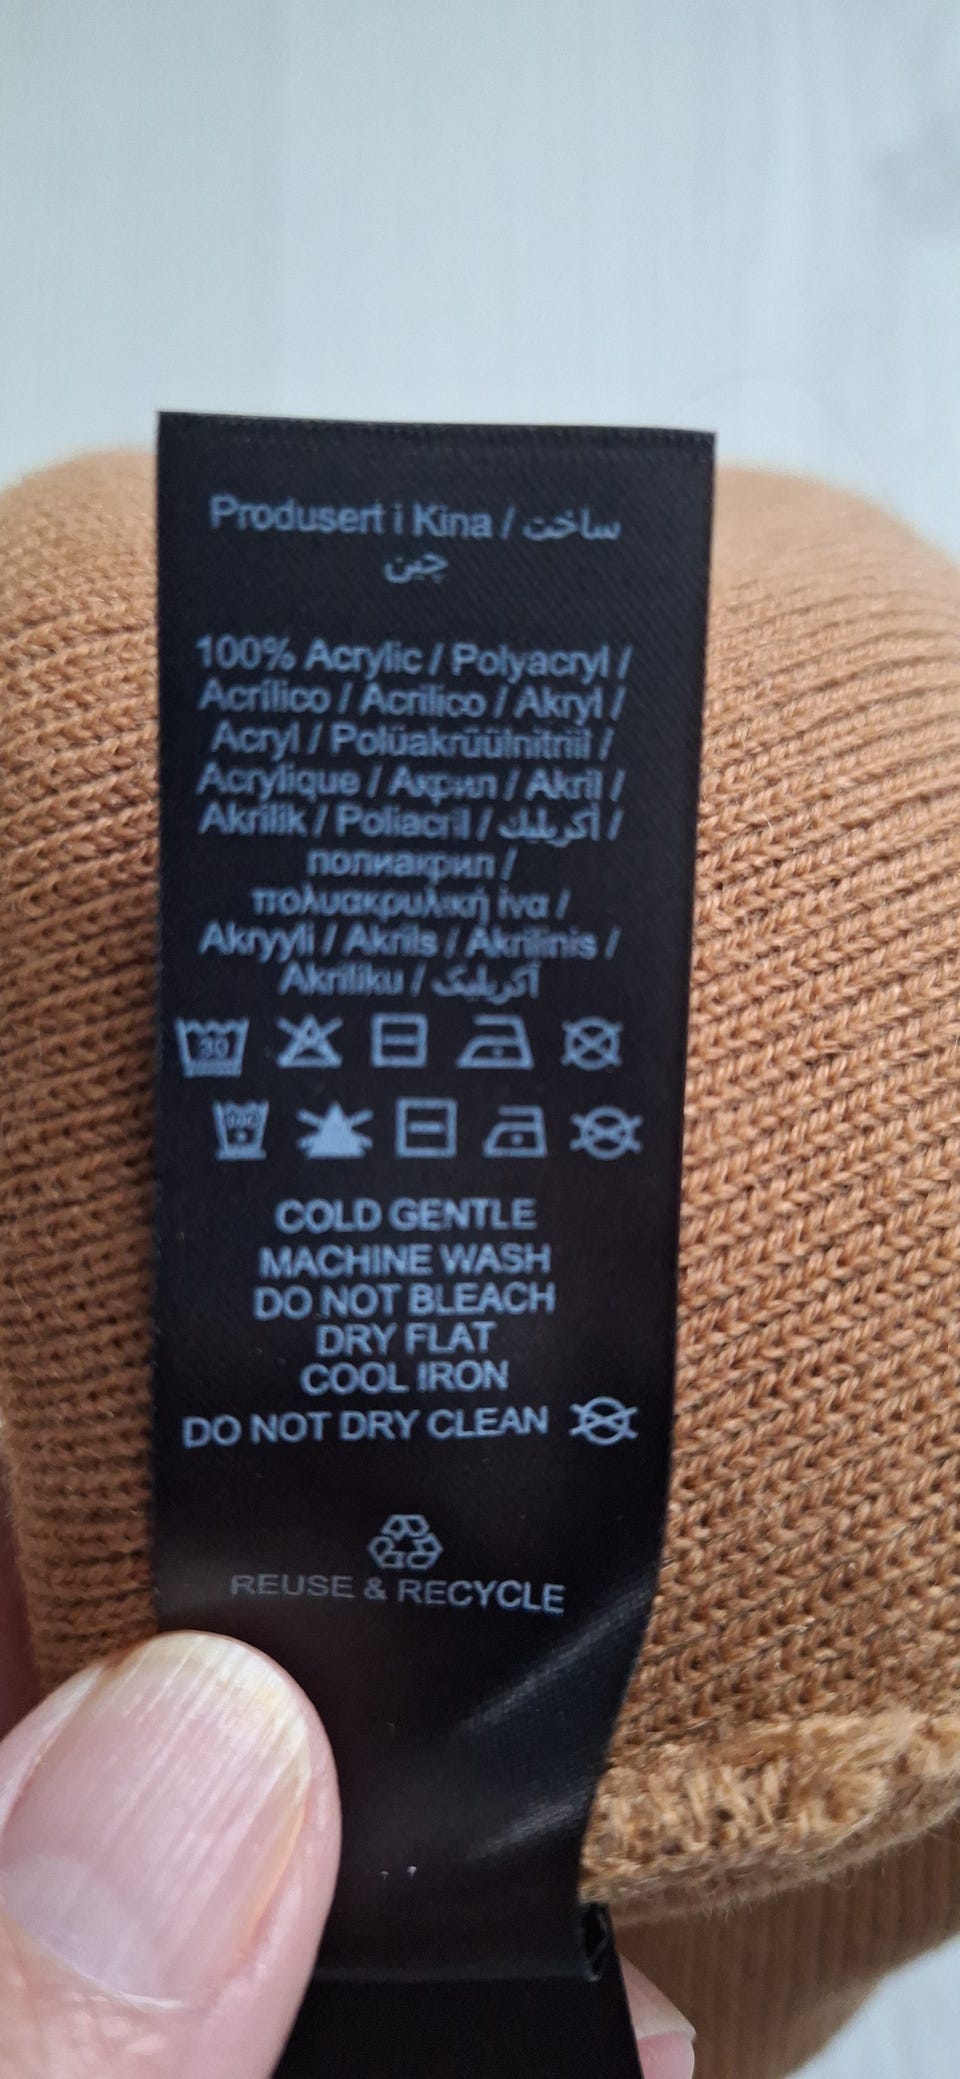 Produsert i Kina / ساخت
چین
100% Acrylic / Polyacryl /
Acrílico / Acrilico / Akryl /
Acryl / Polüakrüülnitriil /
Acrylique / Акрил / Akril /
Akrilik / Poliacril / أكريليك /
полиакрил /
πολυακρυλική ίνα /
Akryyli / Akrils / Akrilinis /
Akriliku / آکریلیک
30
COLD GENTLE
MACHINE WASH
DO NOT BLEACH
DRY FLAT
COOL IRON
DO NOT DRY CLEAN
REUSE & RECYCLE